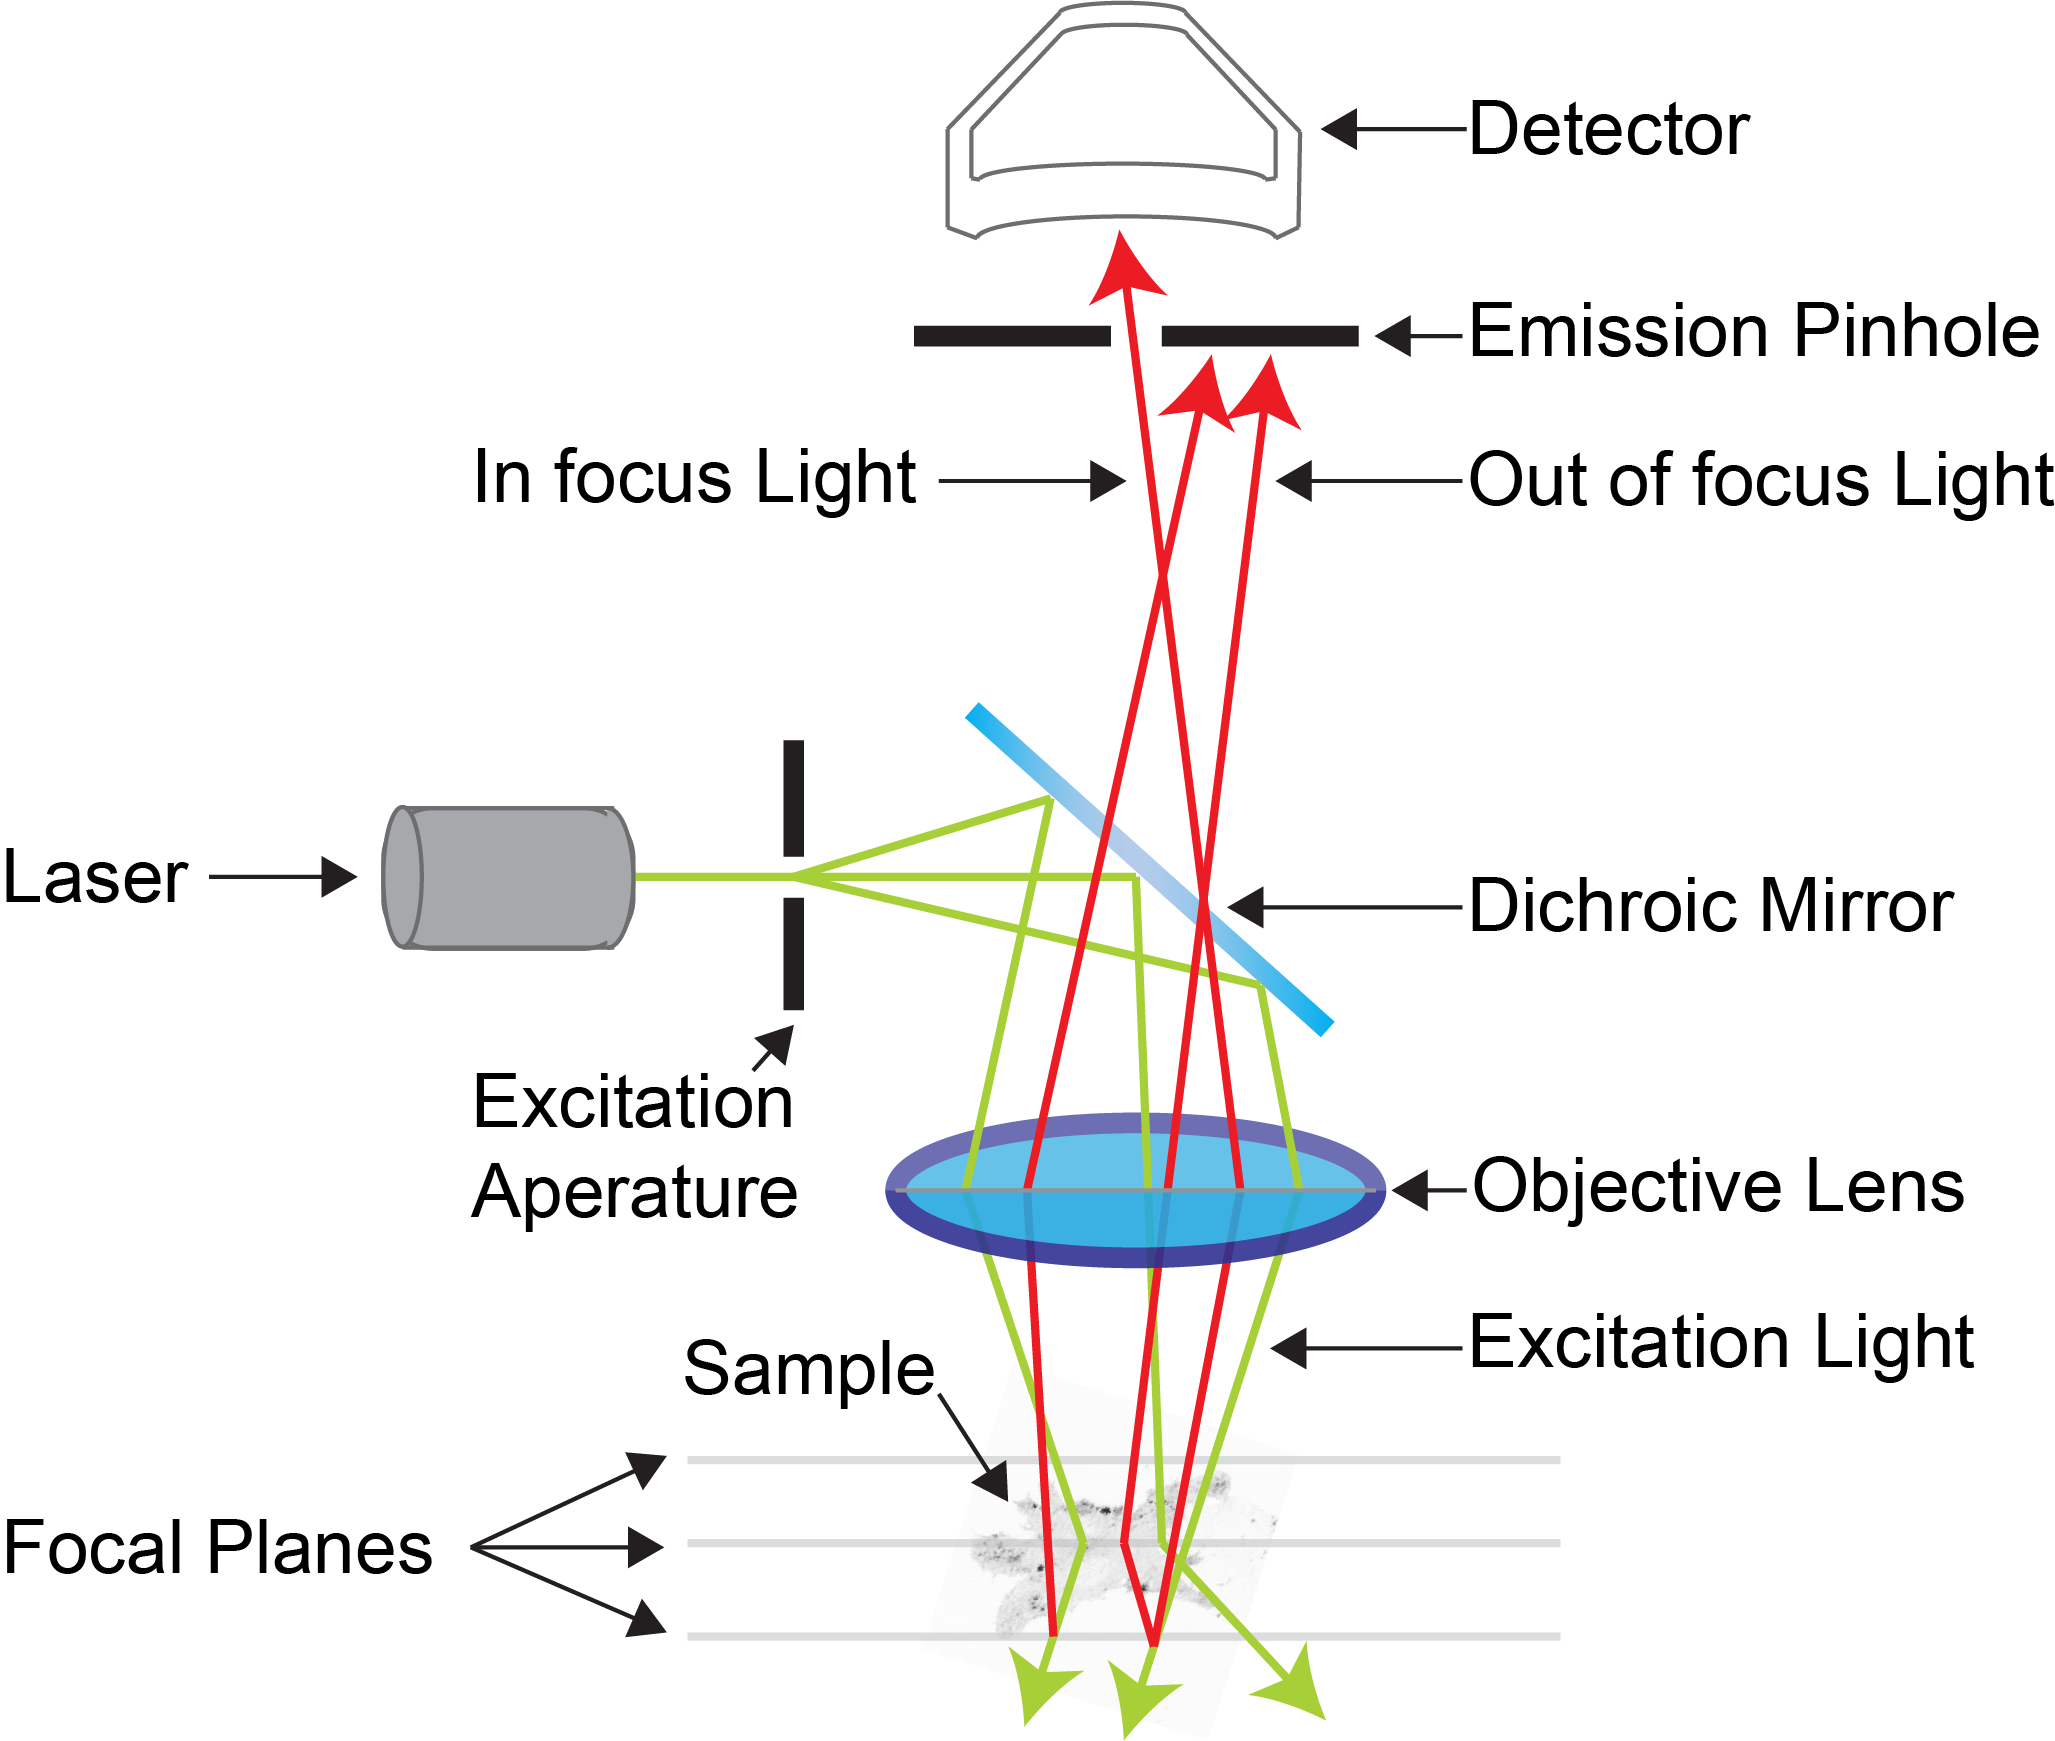 Detector
Emission Pinhole
In focus Light
Out of focus Light
Laser
Dichroic Mirror
Excitation
Aperature
Objective Lens
Excitation Light
Sample
Focal Planes